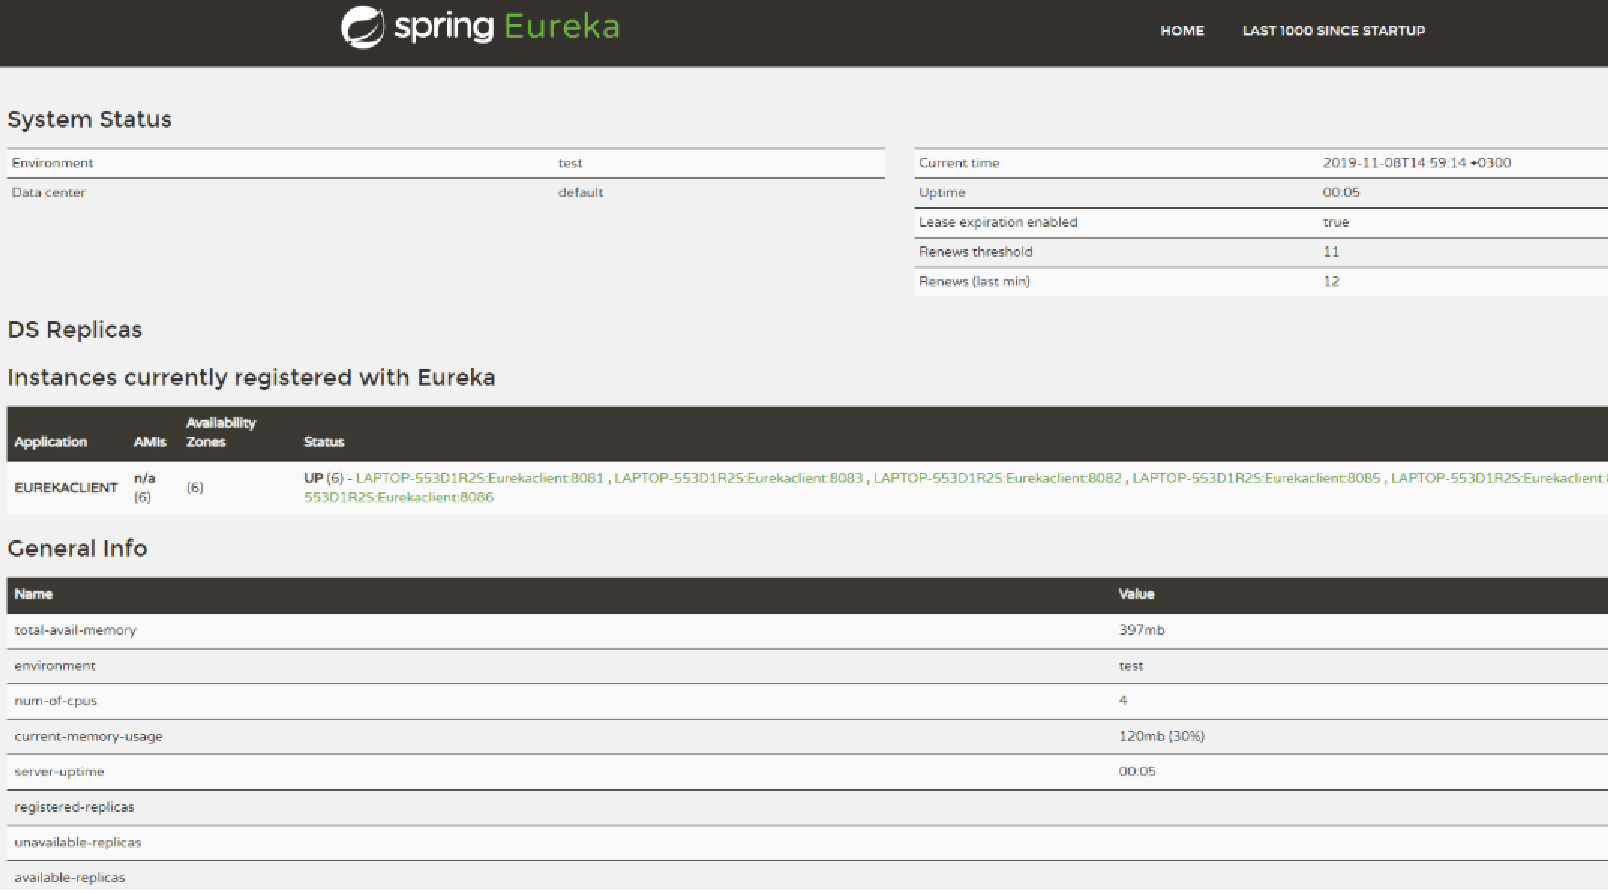 spring Eureka
HOME LAST 1000 SINCE STARTUP
System Status
Environment test
Data center default
Current time 2019-11-08T14:59:14 +0300
Uptime 00:05
Lease expiration enabled true
Renews threshold 11
Renews (last min) 12
DS Replicas
Instances currently registered with Eureka
Application AMIs Availability Zones Status
EUREKACLIENT n/a (6) (6) UP (6) - LAPTOP-553D1R2S:Eurekaclient:8081 , LAPTOP-553D1R2S:Eurekaclient:8083 , LAPTOP-553D1R2S:Eurekaclient:8082 , LAPTOP-553D1R2S:Eurekaclient:8085 , LAPTOP-553D1R2S:Eurekaclient:
553D1R2S:Eurekaclient:8086
General Info
Name Value
total-avail-memory 397mb
environment test
num-of-cpus 4
current-memory-usage 120mb (30%)
server-uptime 00:05
registered-replicas
unavailable-replicas
available-replicas